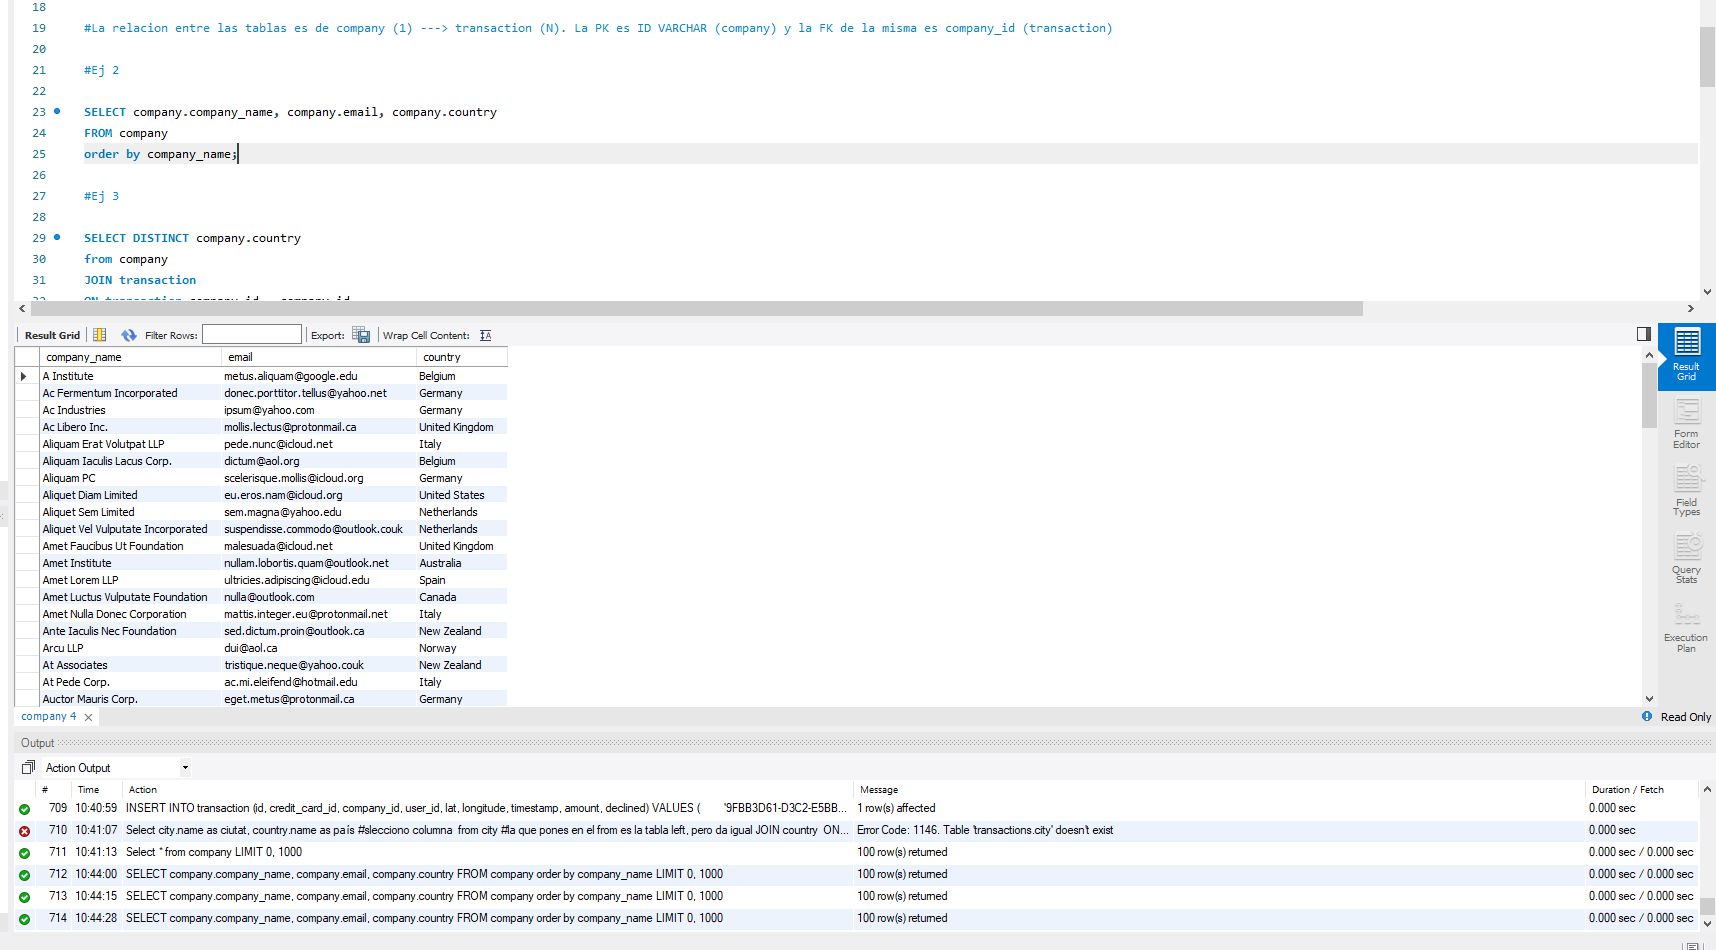 18
19 #La relacion entre las tablas es de company (1) ---> transaction (N). La PK es ID VARCHAR (company) y la FK de la misma es company_id (transaction)
20
21 #Ej 2
22
23 SELECT company.company_name, company.email, company.country
24 FROM company
25 order by company_name;
26
27 #Ej 3
28
29 SELECT DISTINCT company.country
30 from company
31 JOIN transaction
Result Grid Filter Rows: Export: Wrap Cell Content:
company_name email country
A Institute metus.aliquam@google.edu Belgium
Ac Fermentum Incorporated donec.porttitor.tellus@yahoo.net Germany
Ac Industries ipsum@yahoo.com Germany
Ac Libero Inc. mollis.lectus@protonmail.ca United Kingdom
Aliquam Erat Volutpat LLP pede.nunc@icloud.net Italy
Aliquam Iaculis Lacus Corp. dictum@aol.org Belgium
Aliquam PC scelerisque.mollis@icloud.org Germany
Aliquet Diam Limited eu.eros.nam@icloud.org United States
Aliquet Sem Limited sem.magna@yahoo.edu Netherlands
Aliquet Vel Vulputate Incorporated suspendisse.commodo@outlook.couk Netherlands
Amet Faucibus Ut Foundation malesuada@icloud.net United Kingdom
Amet Institute nullam.lobortis.quam@outlook.net Australia
Amet Lorem LLP ultricies.adipiscing@icloud.edu Spain
Amet Luctus Vulputate Foundation nulla@outlook.com Canada
Amet Nulla Donec Corporation mattis.integer.eu@protonmail.net Italy
Ante Iaculis Nec Foundation sed.dictum.proin@outlook.ca New Zealand
Arcu LLP dui@aol.ca Norway
At Associates tristique.neque@yahoo.couk New Zealand
At Pede Corp. ac.mi.eleifend@hotmail.edu Italy
Auctor Mauris Corp. eget.metus@protonmail.ca Germany
Result
Grid
Form
Editor
Field
Types
Query
Stats
Execution
Plan
company 4
Read Only
Output
Action Output
# Time Action Message Duration / Fetch
709 10:40:59 INSERT INTO transaction (id, credit_card_id, company_id, user_id, lat, longitude, timestamp, amount, declined) VALUES ( '9FBB3D61-D3C2-E5BB... 1 row(s) affected 0.000 sec
710 10:41:07 Select city.name as ciutat, country.name as país #slecciono columna from city #la que pones en el from es la tabla left, pero da igual JOIN country ON... Error Code: 1146. Table 'transactions.city' doesn't exist 0.000 sec
711 10:41:13 Select * from company LIMIT 0, 1000 100 row(s) returned 0.000 sec / 0.000 sec
712 10:44:00 SELECT company.company_name, company.email, company.country FROM company order by company_name LIMIT 0, 1000 100 row(s) returned 0.000 sec / 0.000 sec
713 10:44:15 SELECT company.company_name, company.email, company.country FROM company order by company_name LIMIT 0, 1000 100 row(s) returned 0.000 sec / 0.000 sec
714 10:44:28 SELECT company.company_name, company.email, company.country FROM company order by company_name LIMIT 0, 1000 100 row(s) returned 0.000 sec / 0.000 sec